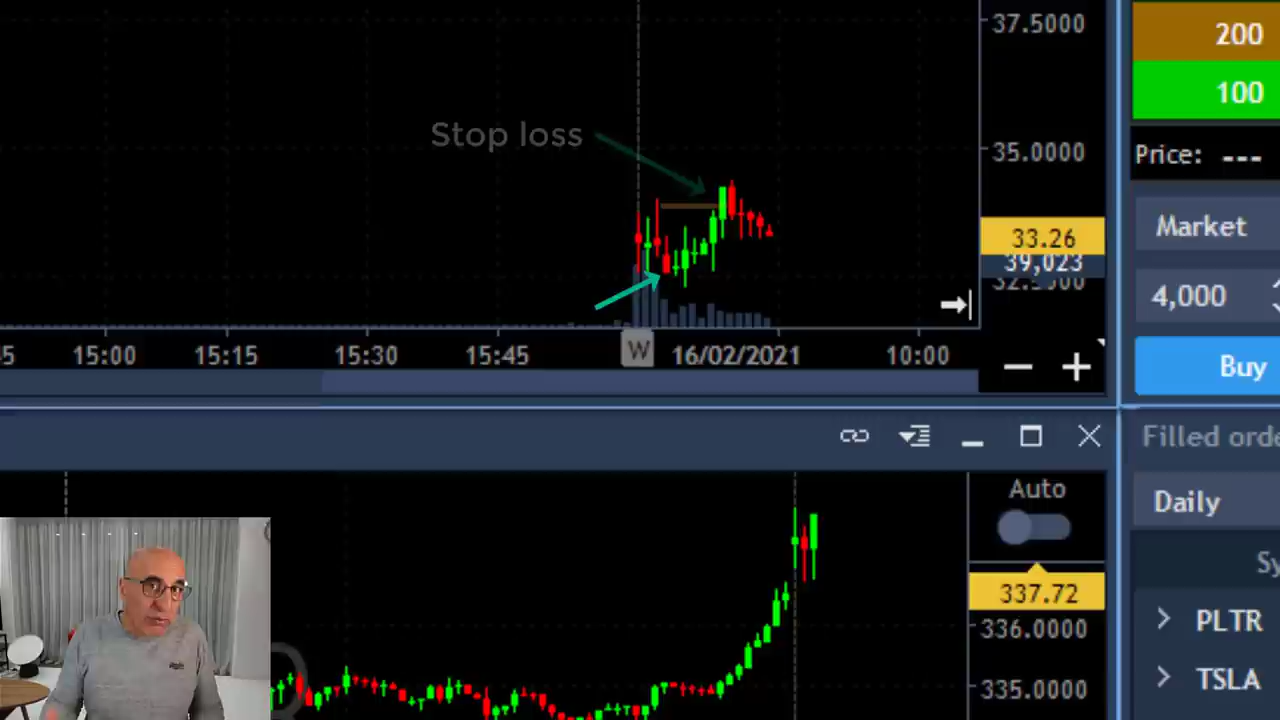 37.5000
200
100
Stop loss
35.0000
Price: ---
Market
33.26
39,023
4,000
15:00
15:15
15:30
15:45
W
16/02/2021
10:00
Buy
Filled
Auto
Daily
337.72
336.0000
PLTR
TSLA
335.0000